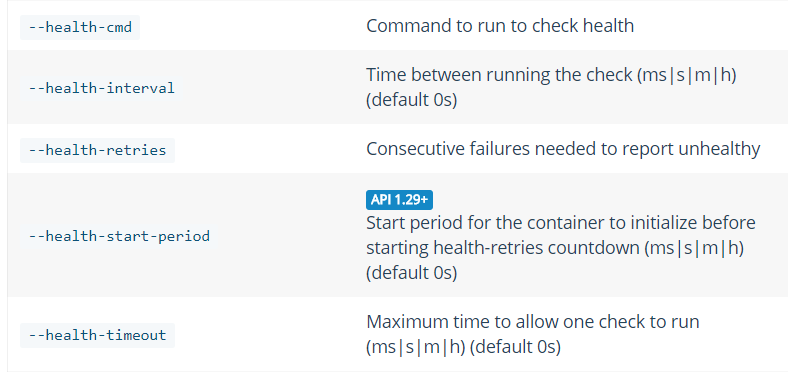 --health-cmd Command to run to check health
--health-interval Time between running the check (ms|s|m|h)
(default 0s)
--health-retries Consecutive failures needed to report unhealthy
API 1.29+
--health-start-period Start period for the container to initialize before
starting health-retries countdown (ms|s|m|h)
(default 0s)
--health-timeout Maximum time to allow one check to run
(ms|s|m|h) (default 0s)